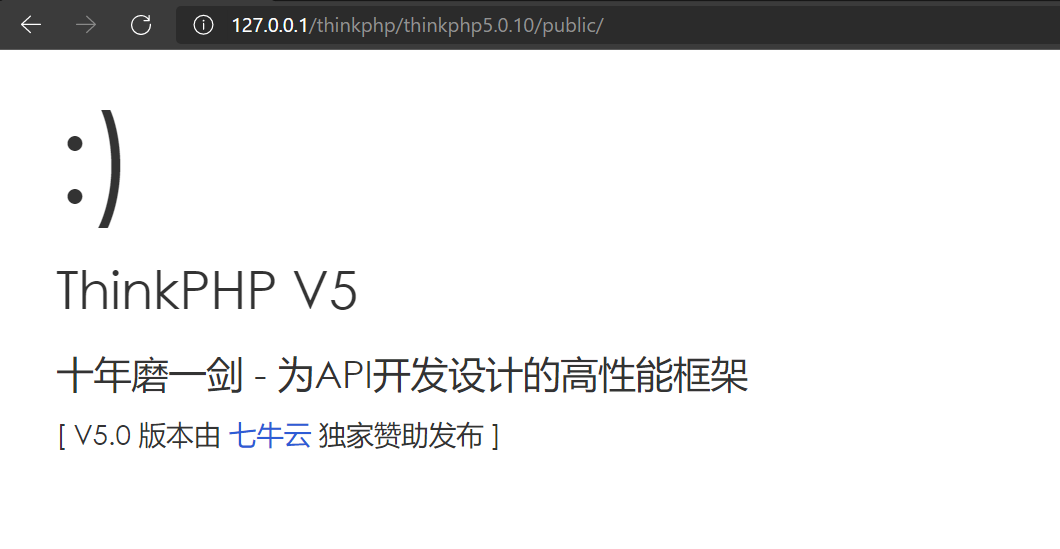 127.0.0.1/thinkphp/thinkphp5.0.10/public/
:)
ThinkPHP V5
十年磨一剑 - 为API开发设计的高性能框架
[ V5.0 版本由 七牛云 独家赞助发布 ]